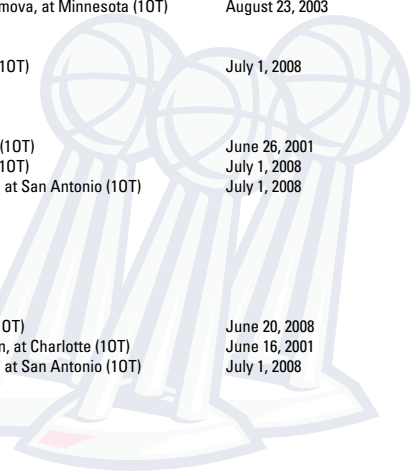 mova, at Minnesota (1OT) August 23, 2003
1OT) July 1, 2008
(1OT) June 26, 2001
1OT) July 1, 2008
at San Antonio (1OT) July 1, 2008
OT) June 20, 2008
n, at Charlotte (1OT) June 16, 2001
at San Antonio (1OT) July 1, 2008